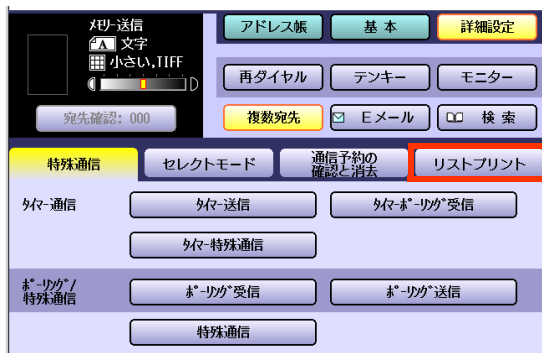 ﾒﾓﾘｰ送信
A 文字
小さい,TIFF
D
宛先確認: 000
アドレス帳
基 本
詳細設定
再ダイヤル
テンキー
モニター
複数宛先
Eメール
検 索
特殊通信
セレクトモード
通信予約の
確認と消去
リストプリント
ﾀｲﾏｰ通信
ﾀｲﾏｰ送信
ﾀｲﾏｰﾎﾟｰﾘﾝｸﾞ受信
ﾀｲﾏｰ特殊通信
ﾎﾟｰﾘﾝｸﾞ/
特殊通信
ﾎﾟｰﾘﾝｸﾞ受信
ﾎﾟｰﾘﾝｸﾞ送信
特殊通信